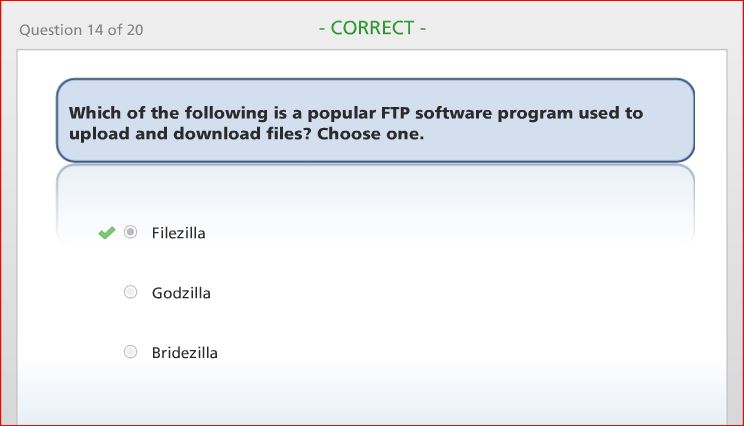 Question 14 of 20
- CORRECT -
Which of the following is a popular FTP software program used to
upload and download files? Choose one.
Filezilla
Godzilla
Bridezilla